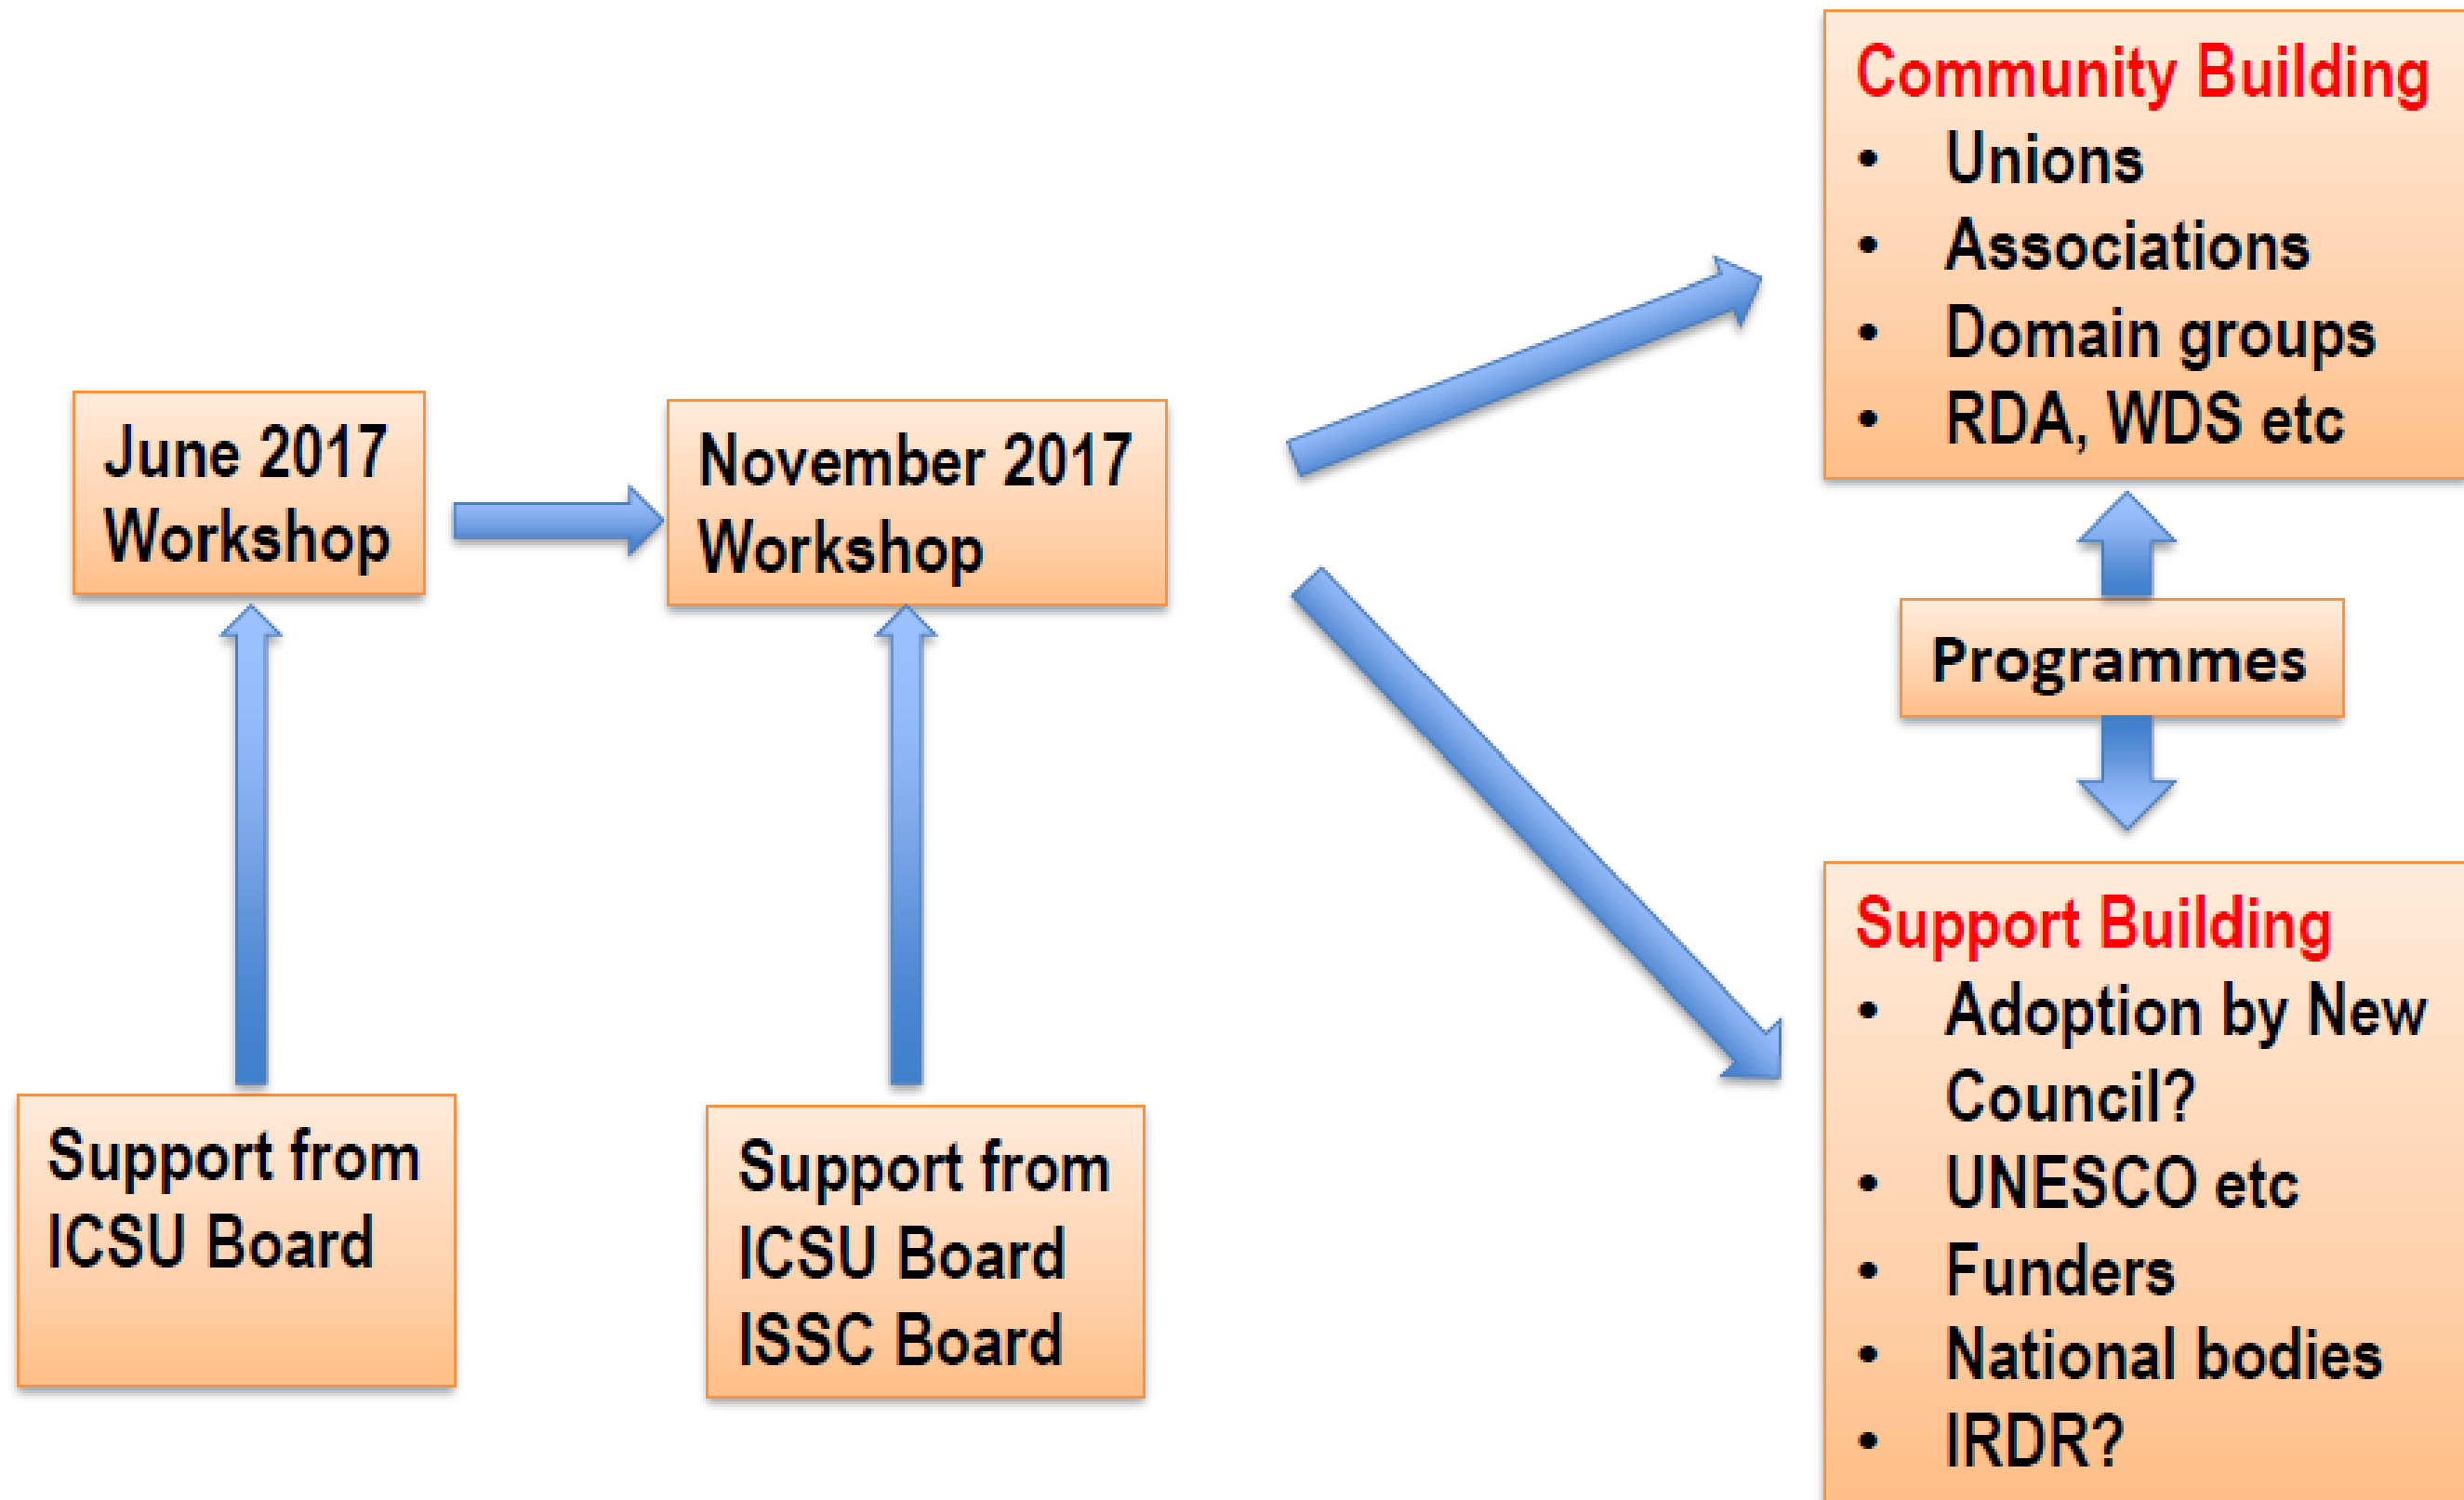 June 2017
Workshop
Support from
ICSU Board
November 2017
Workshop
Support from
ICSU Board
ISSC Board
Community Building
• Unions
• Associations
• Domain groups
• RDA, WDS etc
Programmes
Support Building
• Adoption by New
Council?
• UNESCO etc
• Funders
• National bodies
• IRDR?